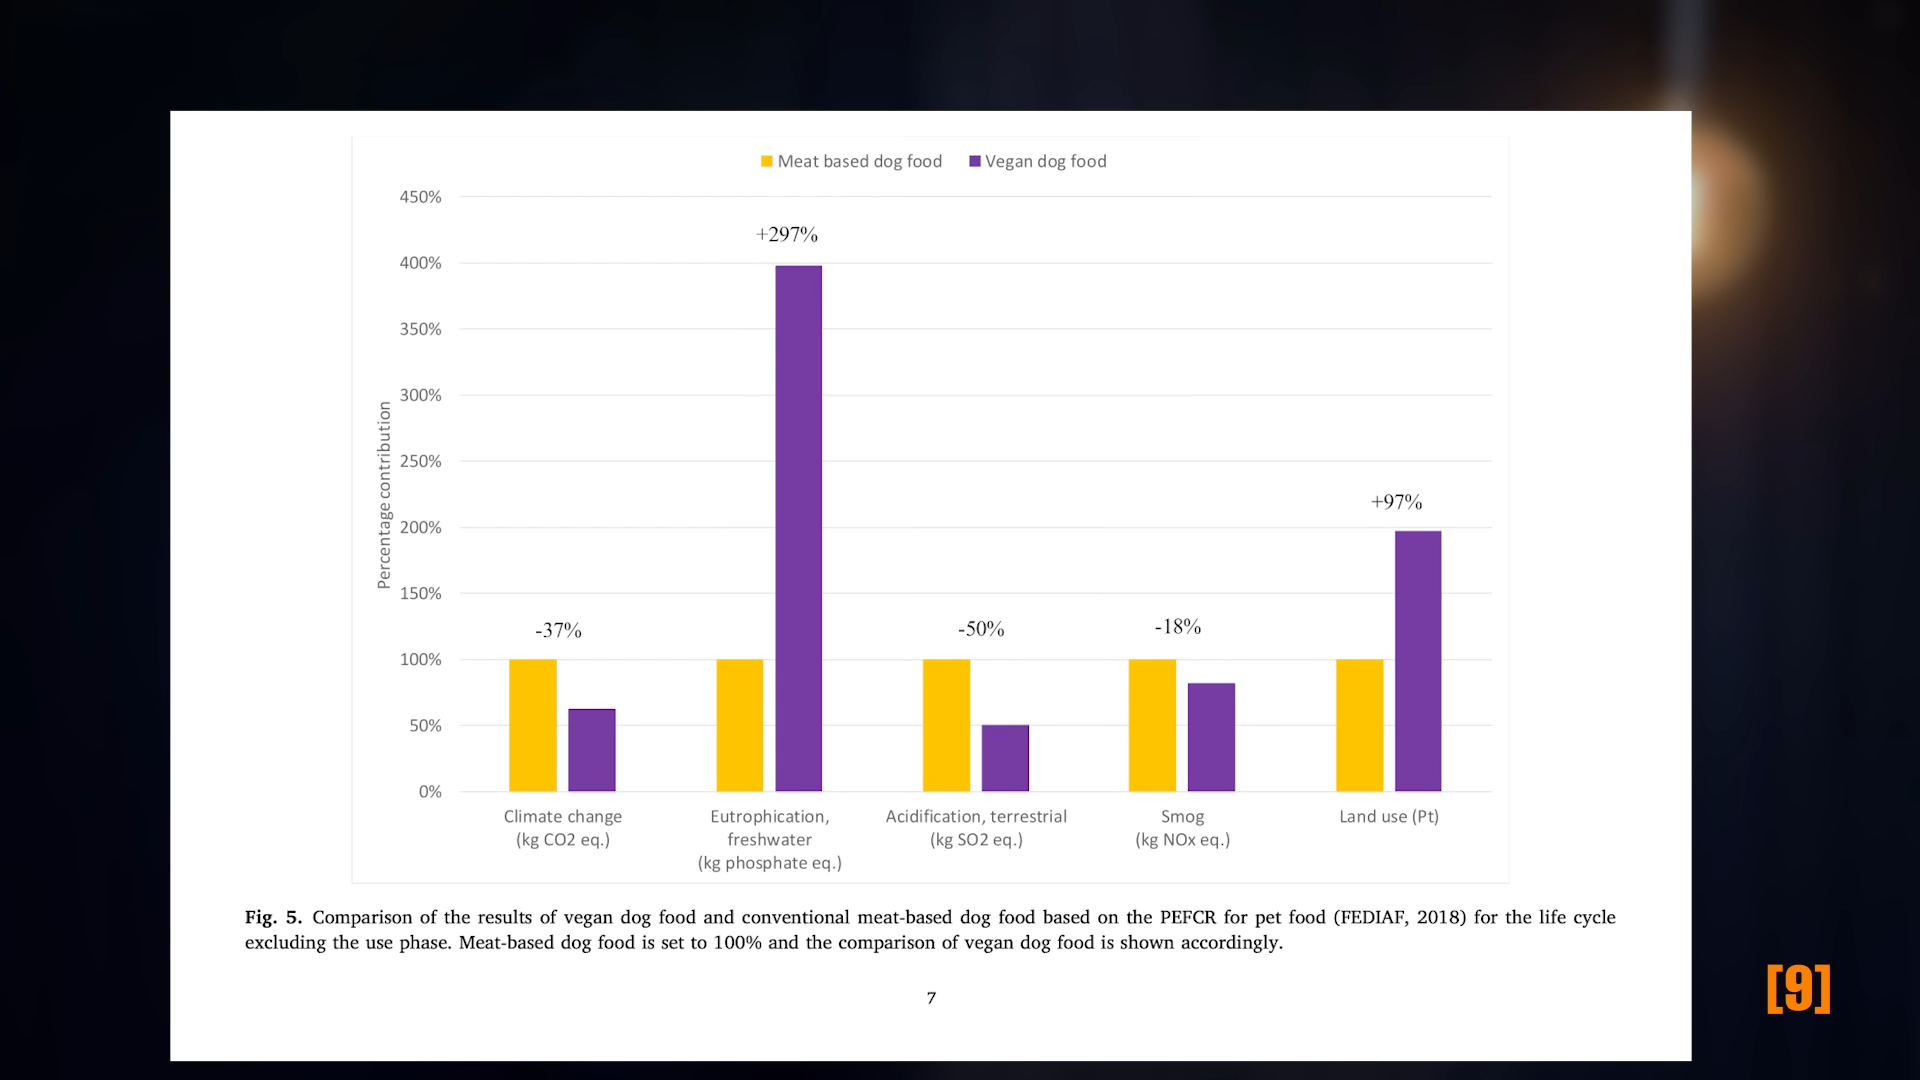 Meat based dog food Vegan dog food
450%
400%
350%
300%
250%
200%
150%
100%
50%
0%
Percentage contribution
-37%
+297%
-50%
-18%
+97%
Climate change
(kg CO2 eq.)
Eutrophication,
freshwater
(kg phosphate eq.)
Acidification, terrestrial
(kg SO2 eq.)
Smog
(kg NOx eq.)
Land use (Pt)
Fig. 5. Comparison of the results of vegan dog food and conventional meat-based dog food based on the PEFCR for pet food (FEDIAF, 2018) for the life cycle
excluding the use phase. Meat-based dog food is set to 100% and the comparison of vegan dog food is shown accordingly.
7
[9]